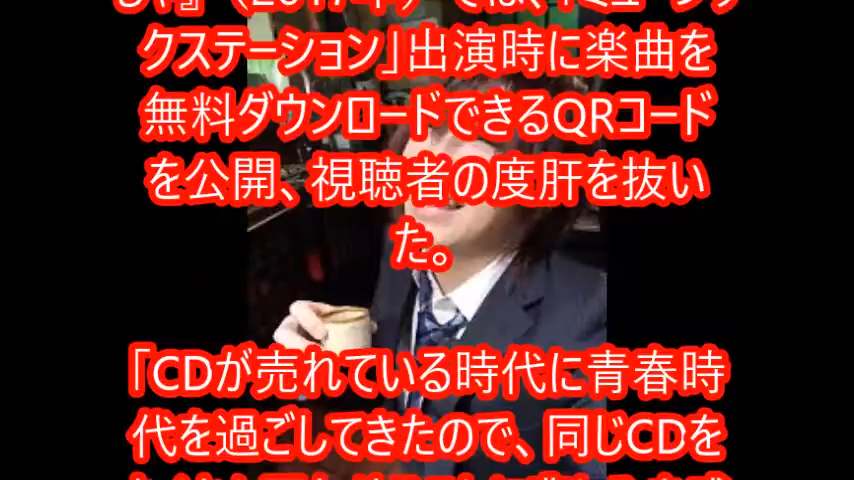 クステーション」出演時に楽曲を
無料ダウンロードできるQRコード
を公開、視聴者の度肝を抜い
た。
「CDが売れている時代に青春時
代を過ごしてきたので、同じCDを